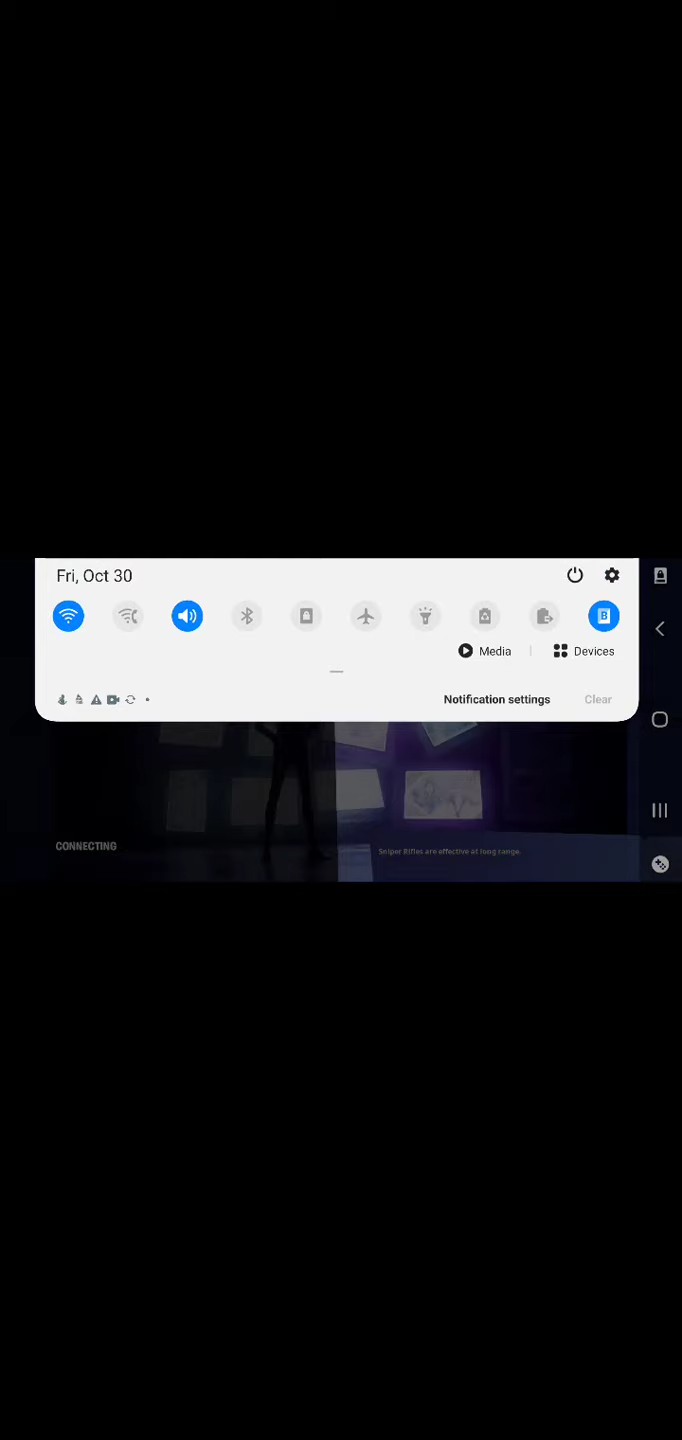 Fri, Oct 30
Media
Devices
Notification settings
Clear
CONNECTING
Sniper Rifles are effective at long range.